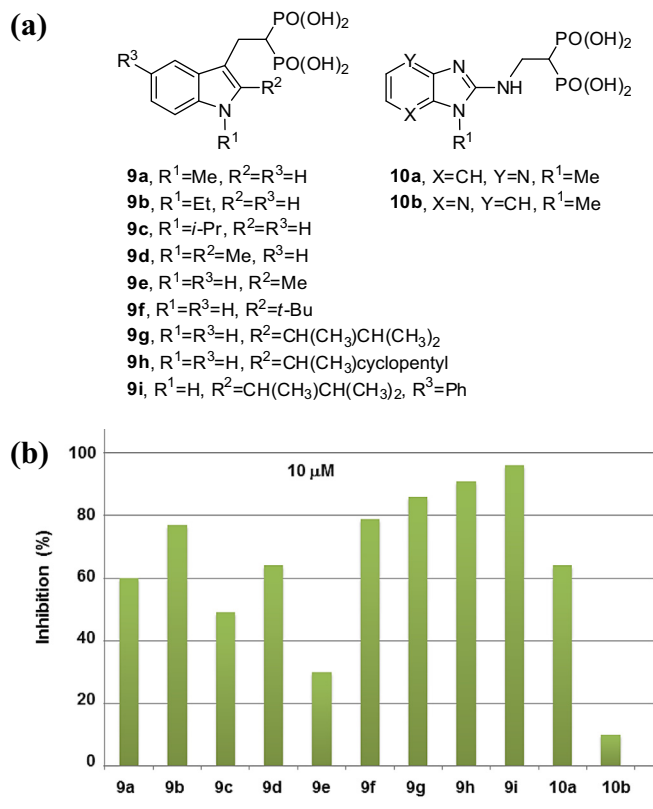 (a)
PO(OH)₂
PO(OH)₂
R³
R²
N
R¹
PO(OH)₂
PO(OH)₂
Y
N
NH
N
X
R¹
9a, R¹=Me, R²=R³=H
9b, R¹=Et, R²=R³=H
9c, R¹=i-Pr, R²=R³=H
9d, R¹=R²=Me, R³=H
9e, R¹=R³=H, R²=Me
9f, R¹=R³=H, R²=t-Bu
9g, R¹=R³=H, R²=CH(CH₃)CH(CH₃)₂
9h, R¹=R³=H, R²=CH(CH₃)cyclopentyl
9i, R¹=H, R²=CH(CH₃)CH(CH₃)₂, R³=Ph
10a, X=CH, Y=N, R¹=Me
10b, X=N, Y=CH, R¹=Me
(b)
10 µM
Inhibition (%)
100
80
60
40
20
0
9a 9b 9c 9d 9e 9f 9g 9h 9i 10a 10b